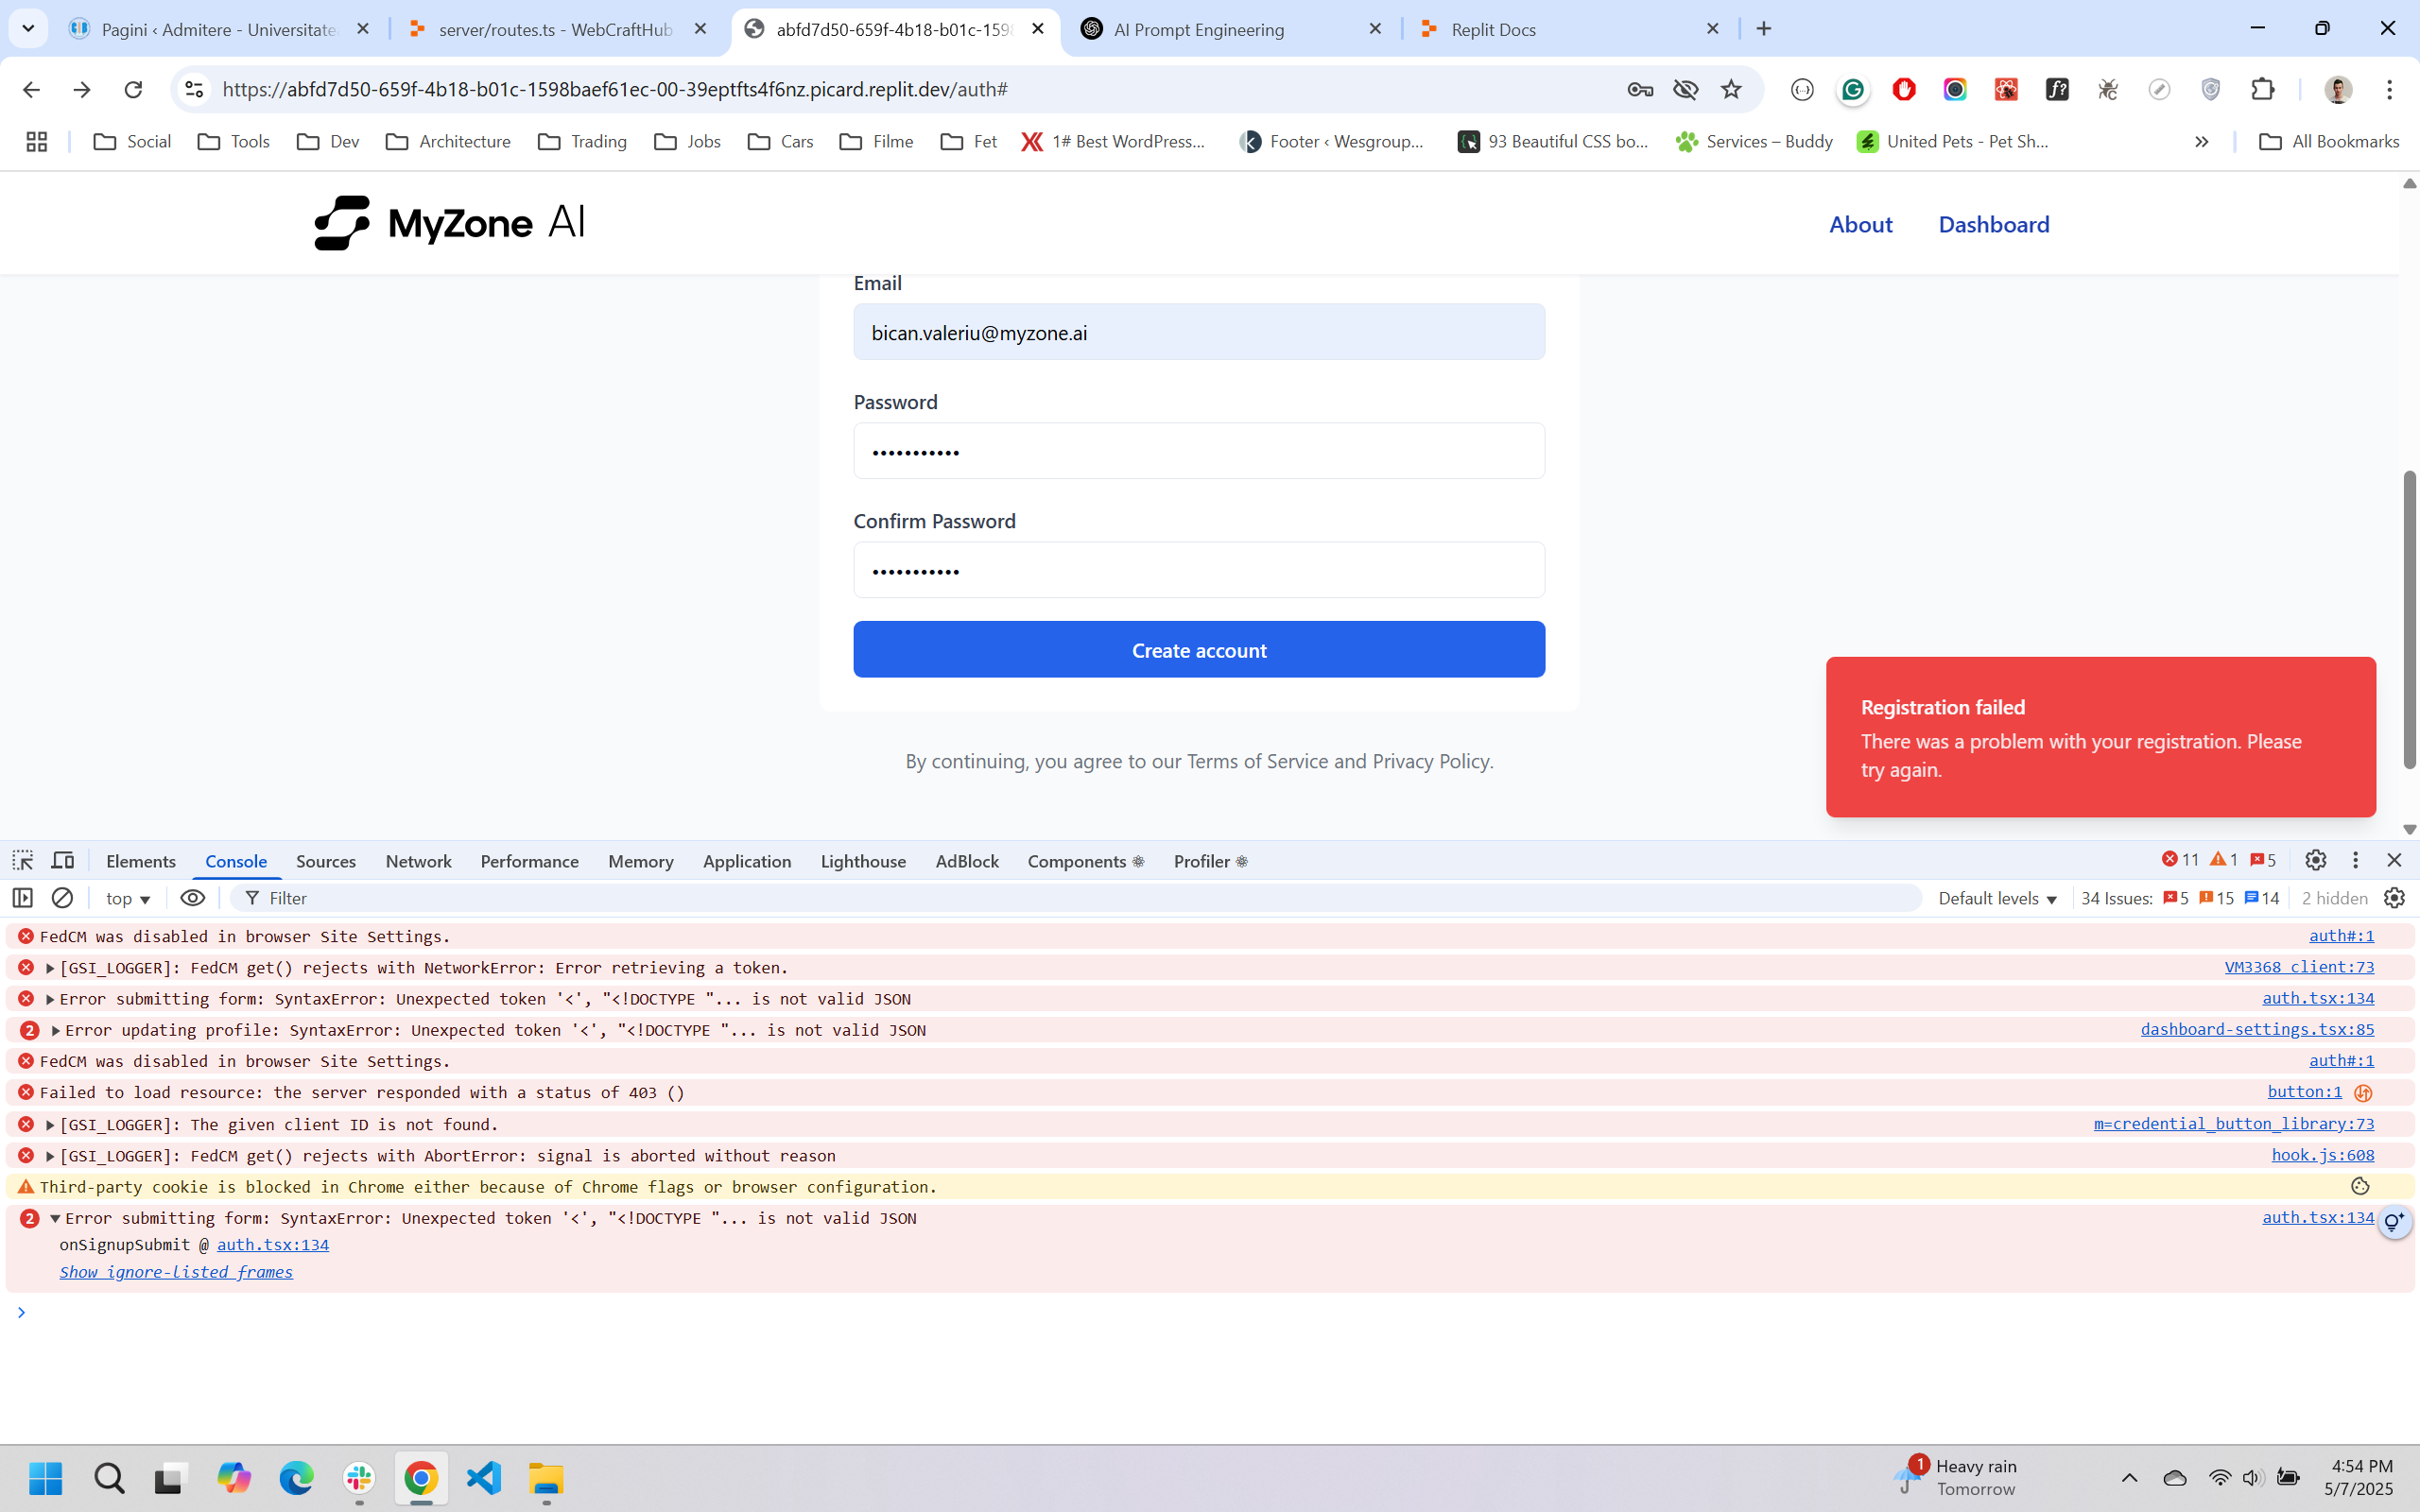 Pagini ‹ Admitere - Universitate
server/routes.ts - WebCraftHub
abfd7d50-659f-4b18-b01c-159
AI Prompt Engineering
Replit Docs
https://abfd7d50-659f-4b18-b01c-1598baef61ec-00-39eptfts4f6nz.picard.replit.dev/auth#
Social
Tools
Dev
Architecture
Trading
Jobs
Cars
Filme
Fet
1# Best WordPress...
Footer ‹ Wesgroup...
93 Beautiful CSS bo...
Services – Buddy
United Pets - Pet Sh...
All Bookmarks
MyZone AI
About
Dashboard
Email
bican.valeriu@myzone.ai
Password
•••••••••••
Confirm Password
•••••••••••
Create account
By continuing, you agree to our Terms of Service and Privacy Policy.
Registration failed
There was a problem with your registration. Please
try again.
Elements
Console
Sources
Network
Performance
Memory
Application
Lighthouse
AdBlock
Components
Profiler
11
1
5
top
Filter
Default levels
34 Issues:
5
15
14
2 hidden
FedCM was disabled in browser Site Settings.
auth#:1
[GSI_LOGGER]: FedCM get() rejects with NetworkError: Error retrieving a token.
VM3368 client:73
Error submitting form: SyntaxError: Unexpected token '<', "<!DOCTYPE "... is not valid JSON
auth.tsx:134
2
Error updating profile: SyntaxError: Unexpected token '<', "<!DOCTYPE "... is not valid JSON
dashboard-settings.tsx:85
FedCM was disabled in browser Site Settings.
auth#:1
Failed to load resource: the server responded with a status of 403 ()
button:1
[GSI_LOGGER]: The given client ID is not found.
m=credential_button_library:73
[GSI_LOGGER]: FedCM get() rejects with AbortError: signal is aborted without reason
hook.js:608
Third-party cookie is blocked in Chrome either because of Chrome flags or browser configuration.
2
Error submitting form: SyntaxError: Unexpected token '<', "<!DOCTYPE "... is not valid JSON
auth.tsx:134
onSignupSubmit @ auth.tsx:134
Show ignore-listed frames
1
Heavy rain
Tomorrow
4:54 PM
5/7/2025